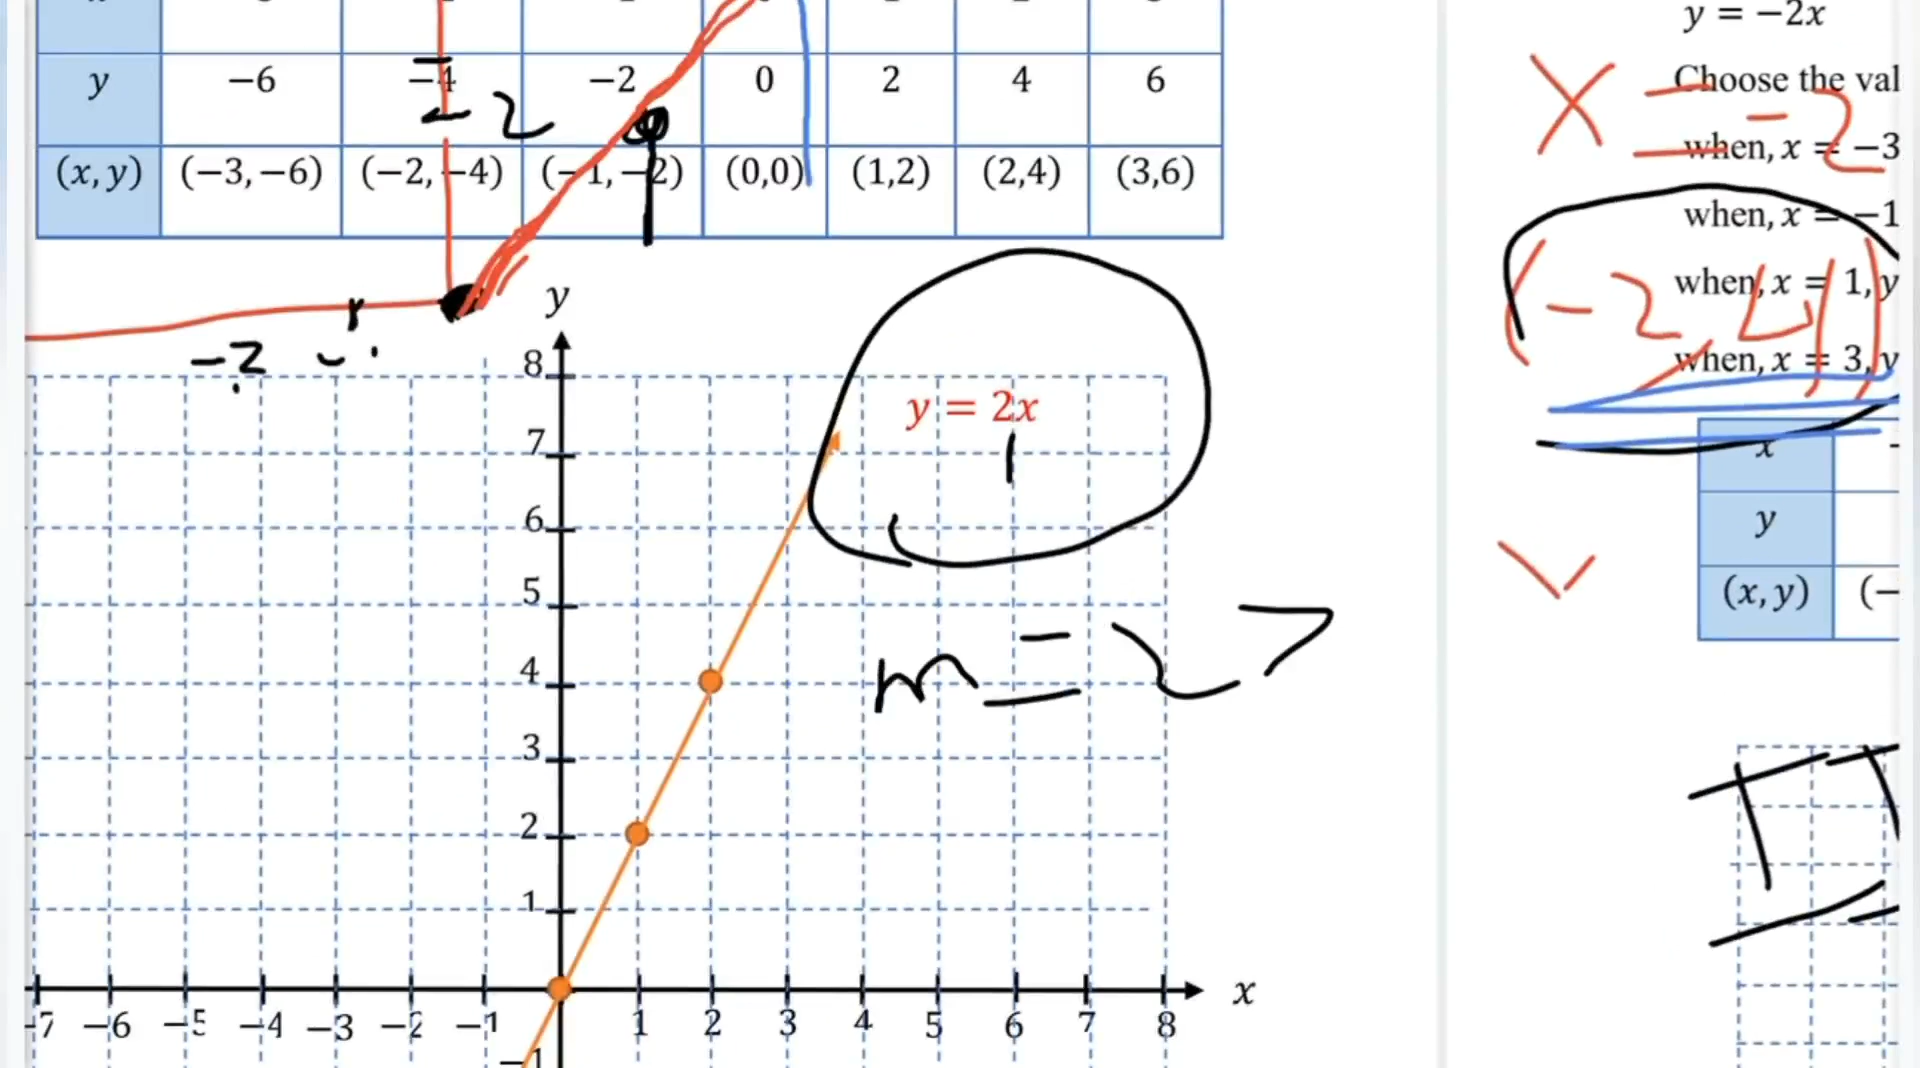 y −6 −4 −2 0 2 4 6
− 2
(x, y) (−3, −6) (−2, −4) (−1, −2) (0,0) (1,2) (2,4) (3,6)
y
8
y = 2x
7
6
5
m = 2
4
3
2
1
−7 −6 −5 −4 −3 −2 −1 1 2 3 4 5 6 7 8 x
−1
y = −2x
Choose the val
when, x = −3
when, x = −1
when, x = 1, y
when, x = 3, y
x
y
(x, y) (−